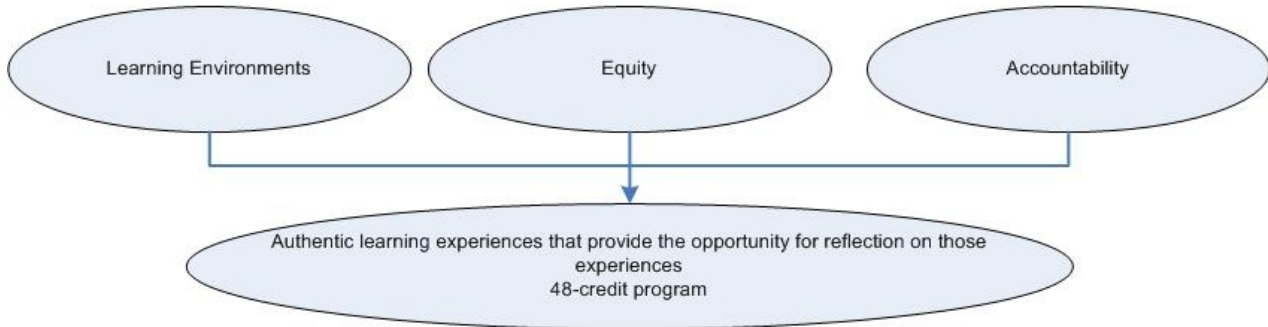 Learning Environments
Equity
Accountability
Authentic learning experiences that provide the opportunity for reflection on those
experiences
48-credit program